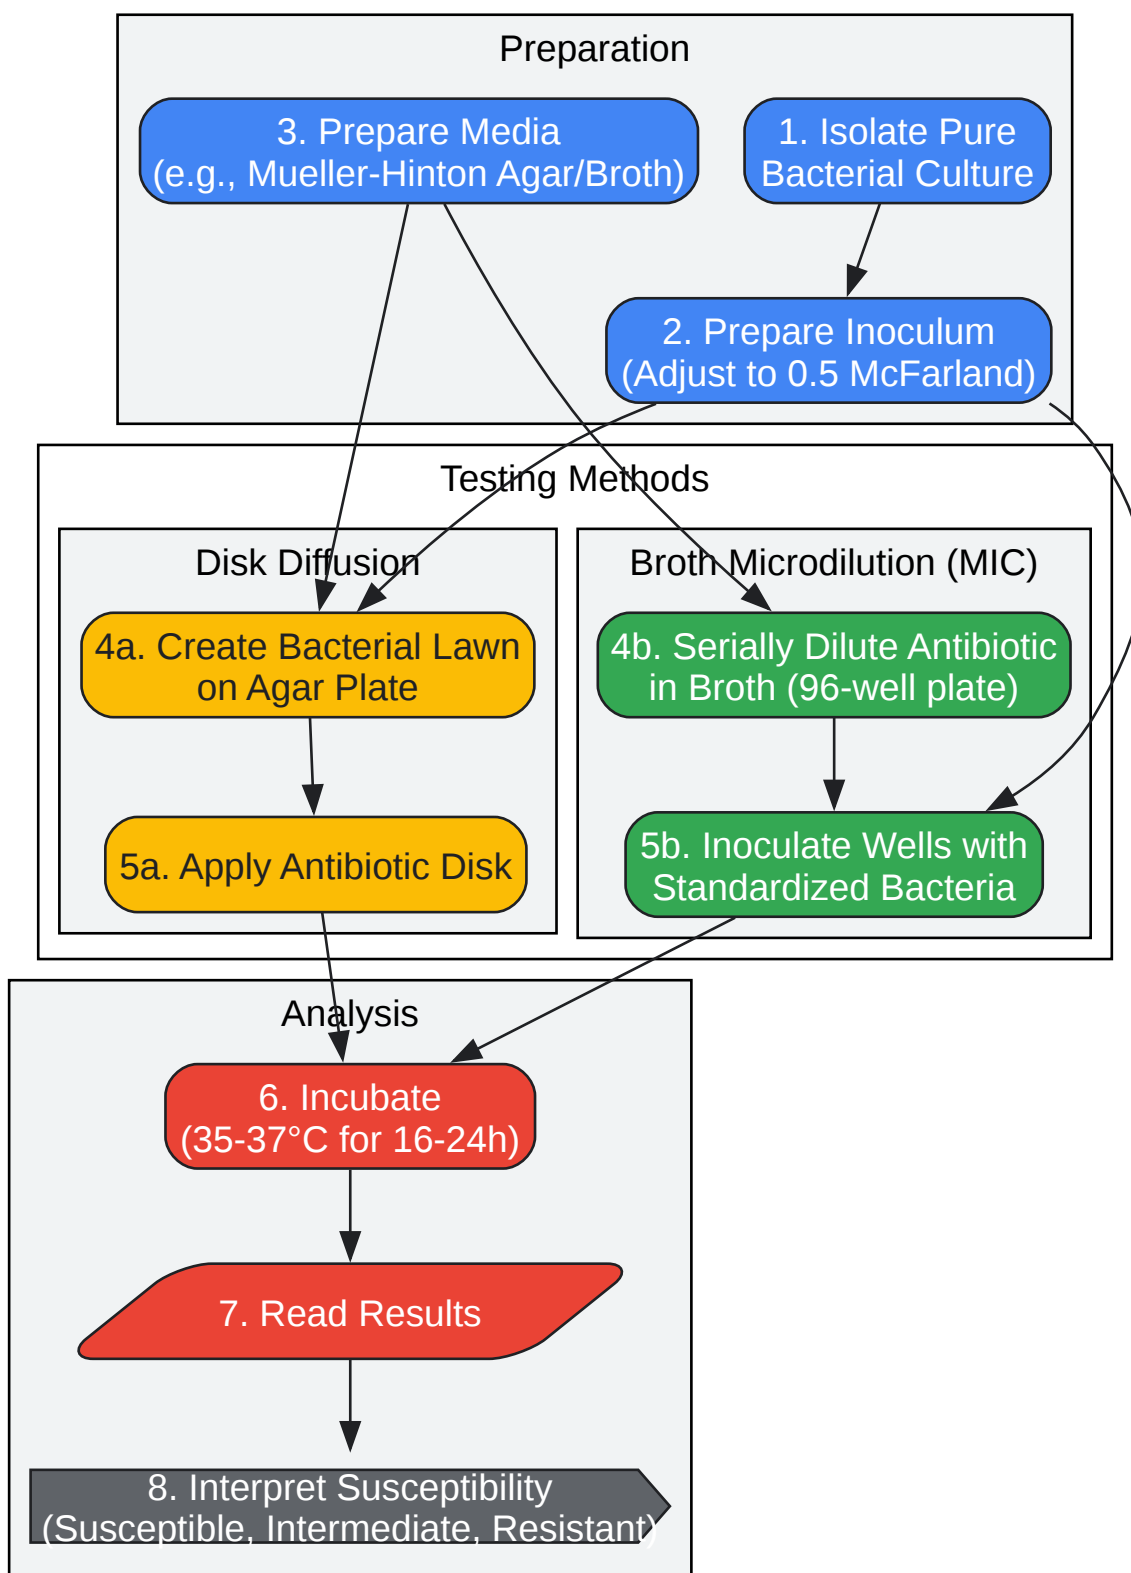 Preparation
3. Prepare Media
(e.g., Mueller-Hinton Agar/Broth)
1. Isolate Pure
Bacterial Culture
2. Prepare Inoculum
(Adjust to 0.5 McFarland)
Testing Methods
Disk Diffusion
4a. Create Bacterial Lawn
on Agar Plate
5a. Apply Antibiotic Disk
Broth Microdilution (MIC)
4b. Serially Dilute Antibiotic
in Broth (96-well plate)
5b. Inoculate Wells with
Standardized Bacteria
Analysis
6. Incubate
(35-37°C for 16-24h)
7. Read Results
8. Interpret Susceptibility
(Susceptible, Intermediate, Resistant)